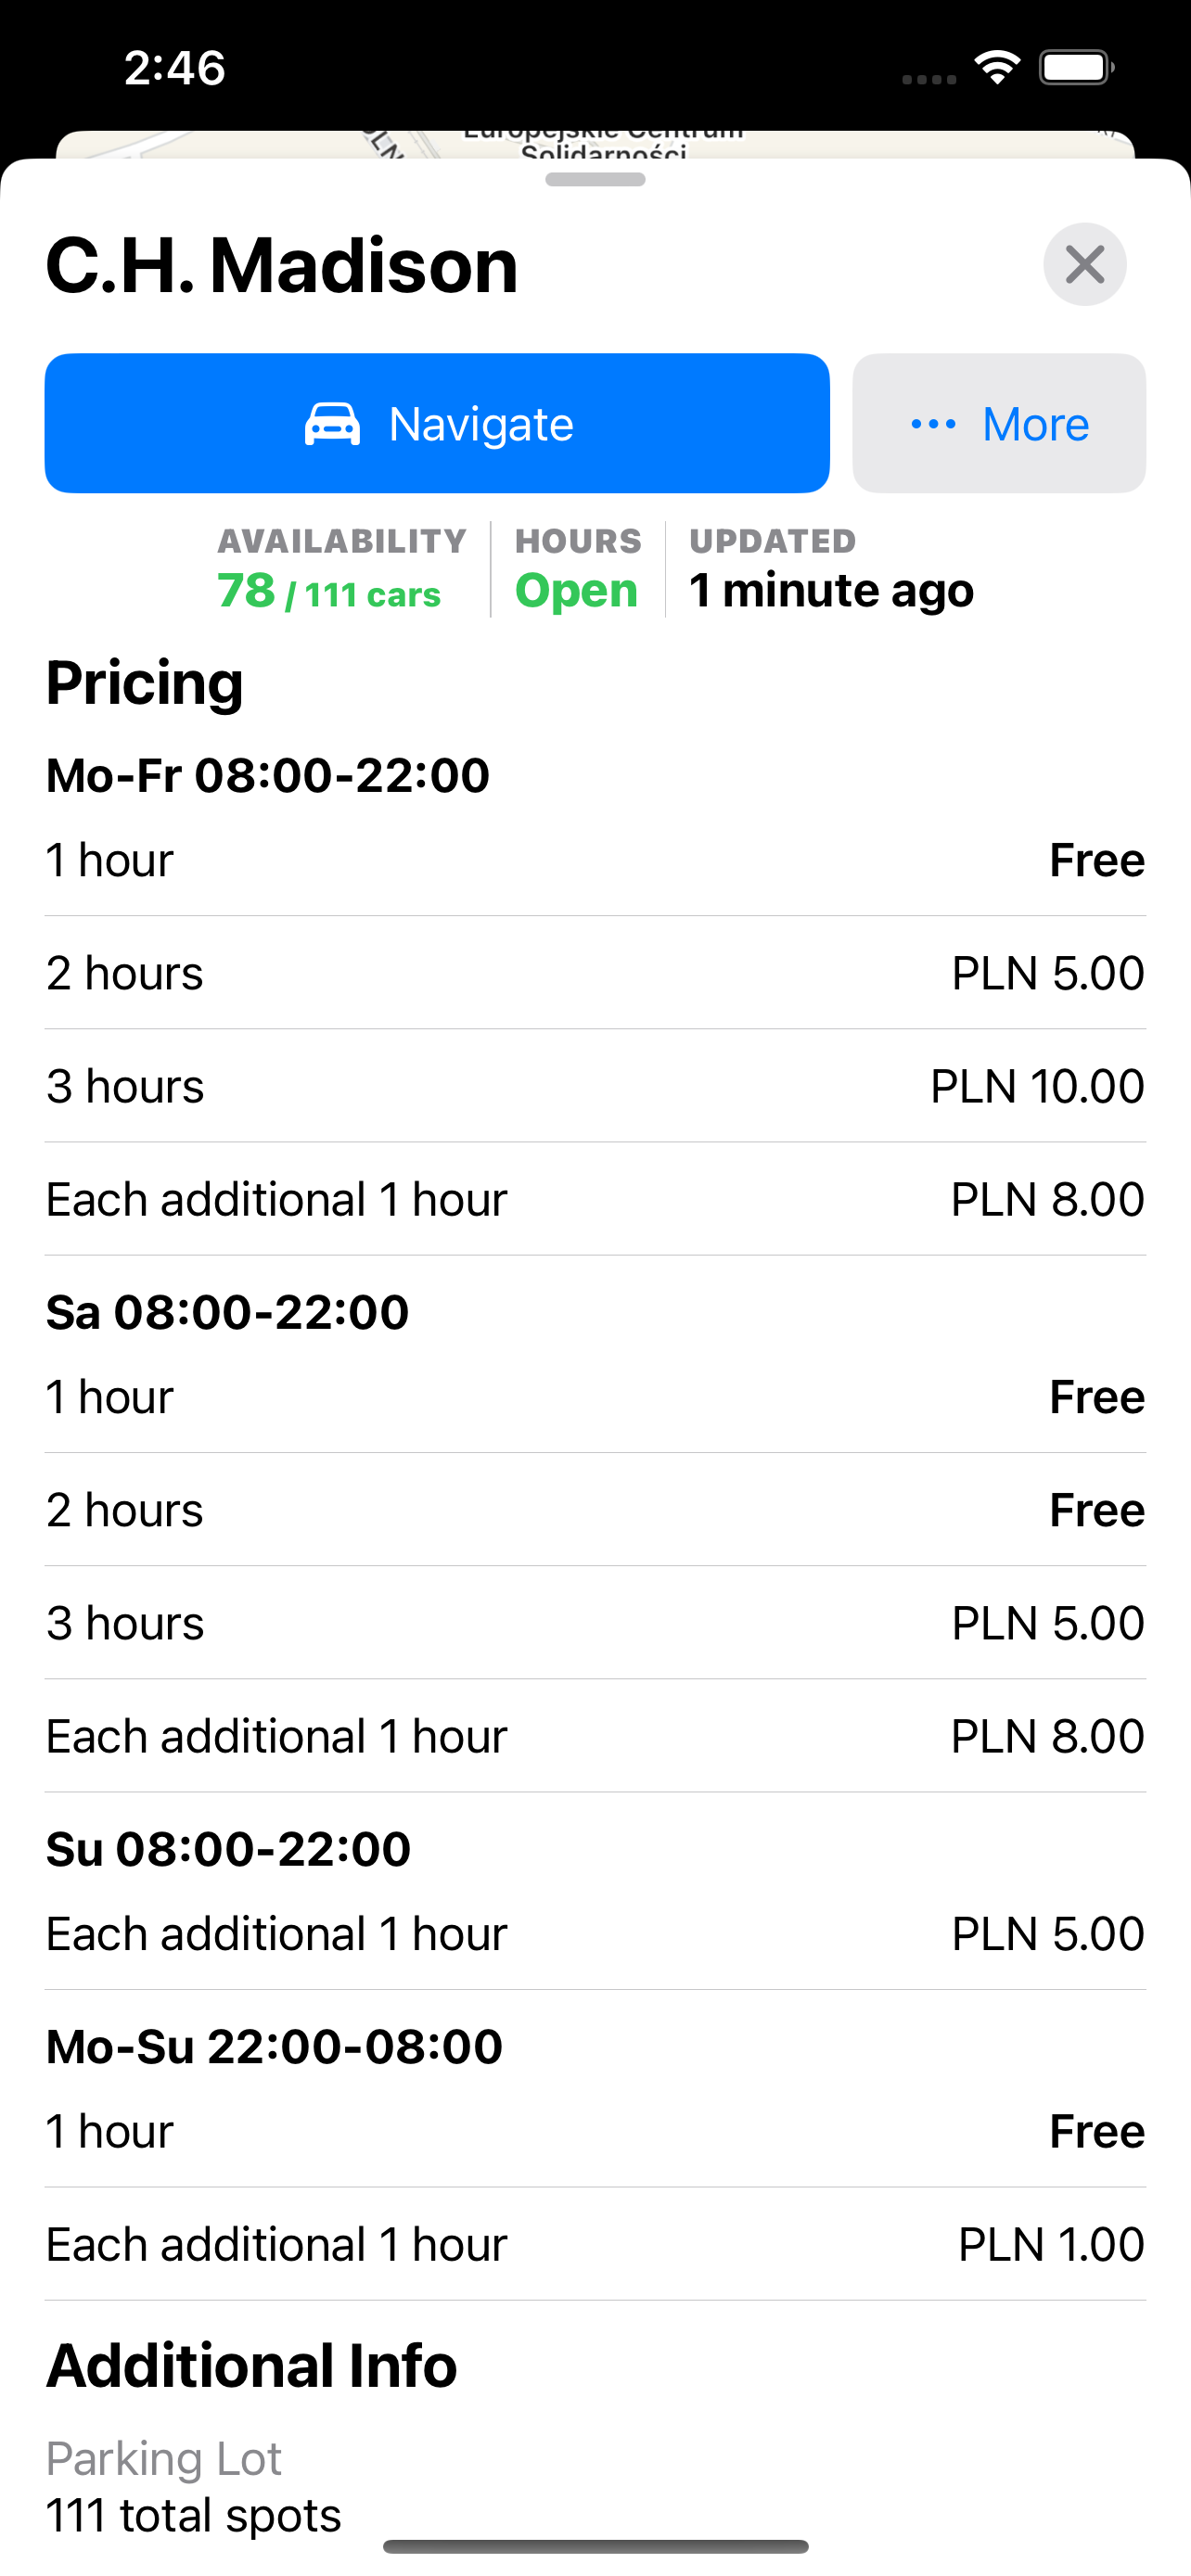 2:46
Europejskie Centrum
Solidarności
C.H. Madison
Navigate
More
AVAILABILITY HOURS UPDATED
78 / 111 cars Open 1 minute ago
Pricing
Mo-Fr 08:00-22:00
1 hour Free
2 hours PLN 5.00
3 hours PLN 10.00
Each additional 1 hour PLN 8.00
Sa 08:00-22:00
1 hour Free
2 hours Free
3 hours PLN 5.00
Each additional 1 hour PLN 8.00
Su 08:00-22:00
Each additional 1 hour PLN 5.00
Mo-Su 22:00-08:00
1 hour Free
Each additional 1 hour PLN 1.00
Additional Info
Parking Lot
111 total spots